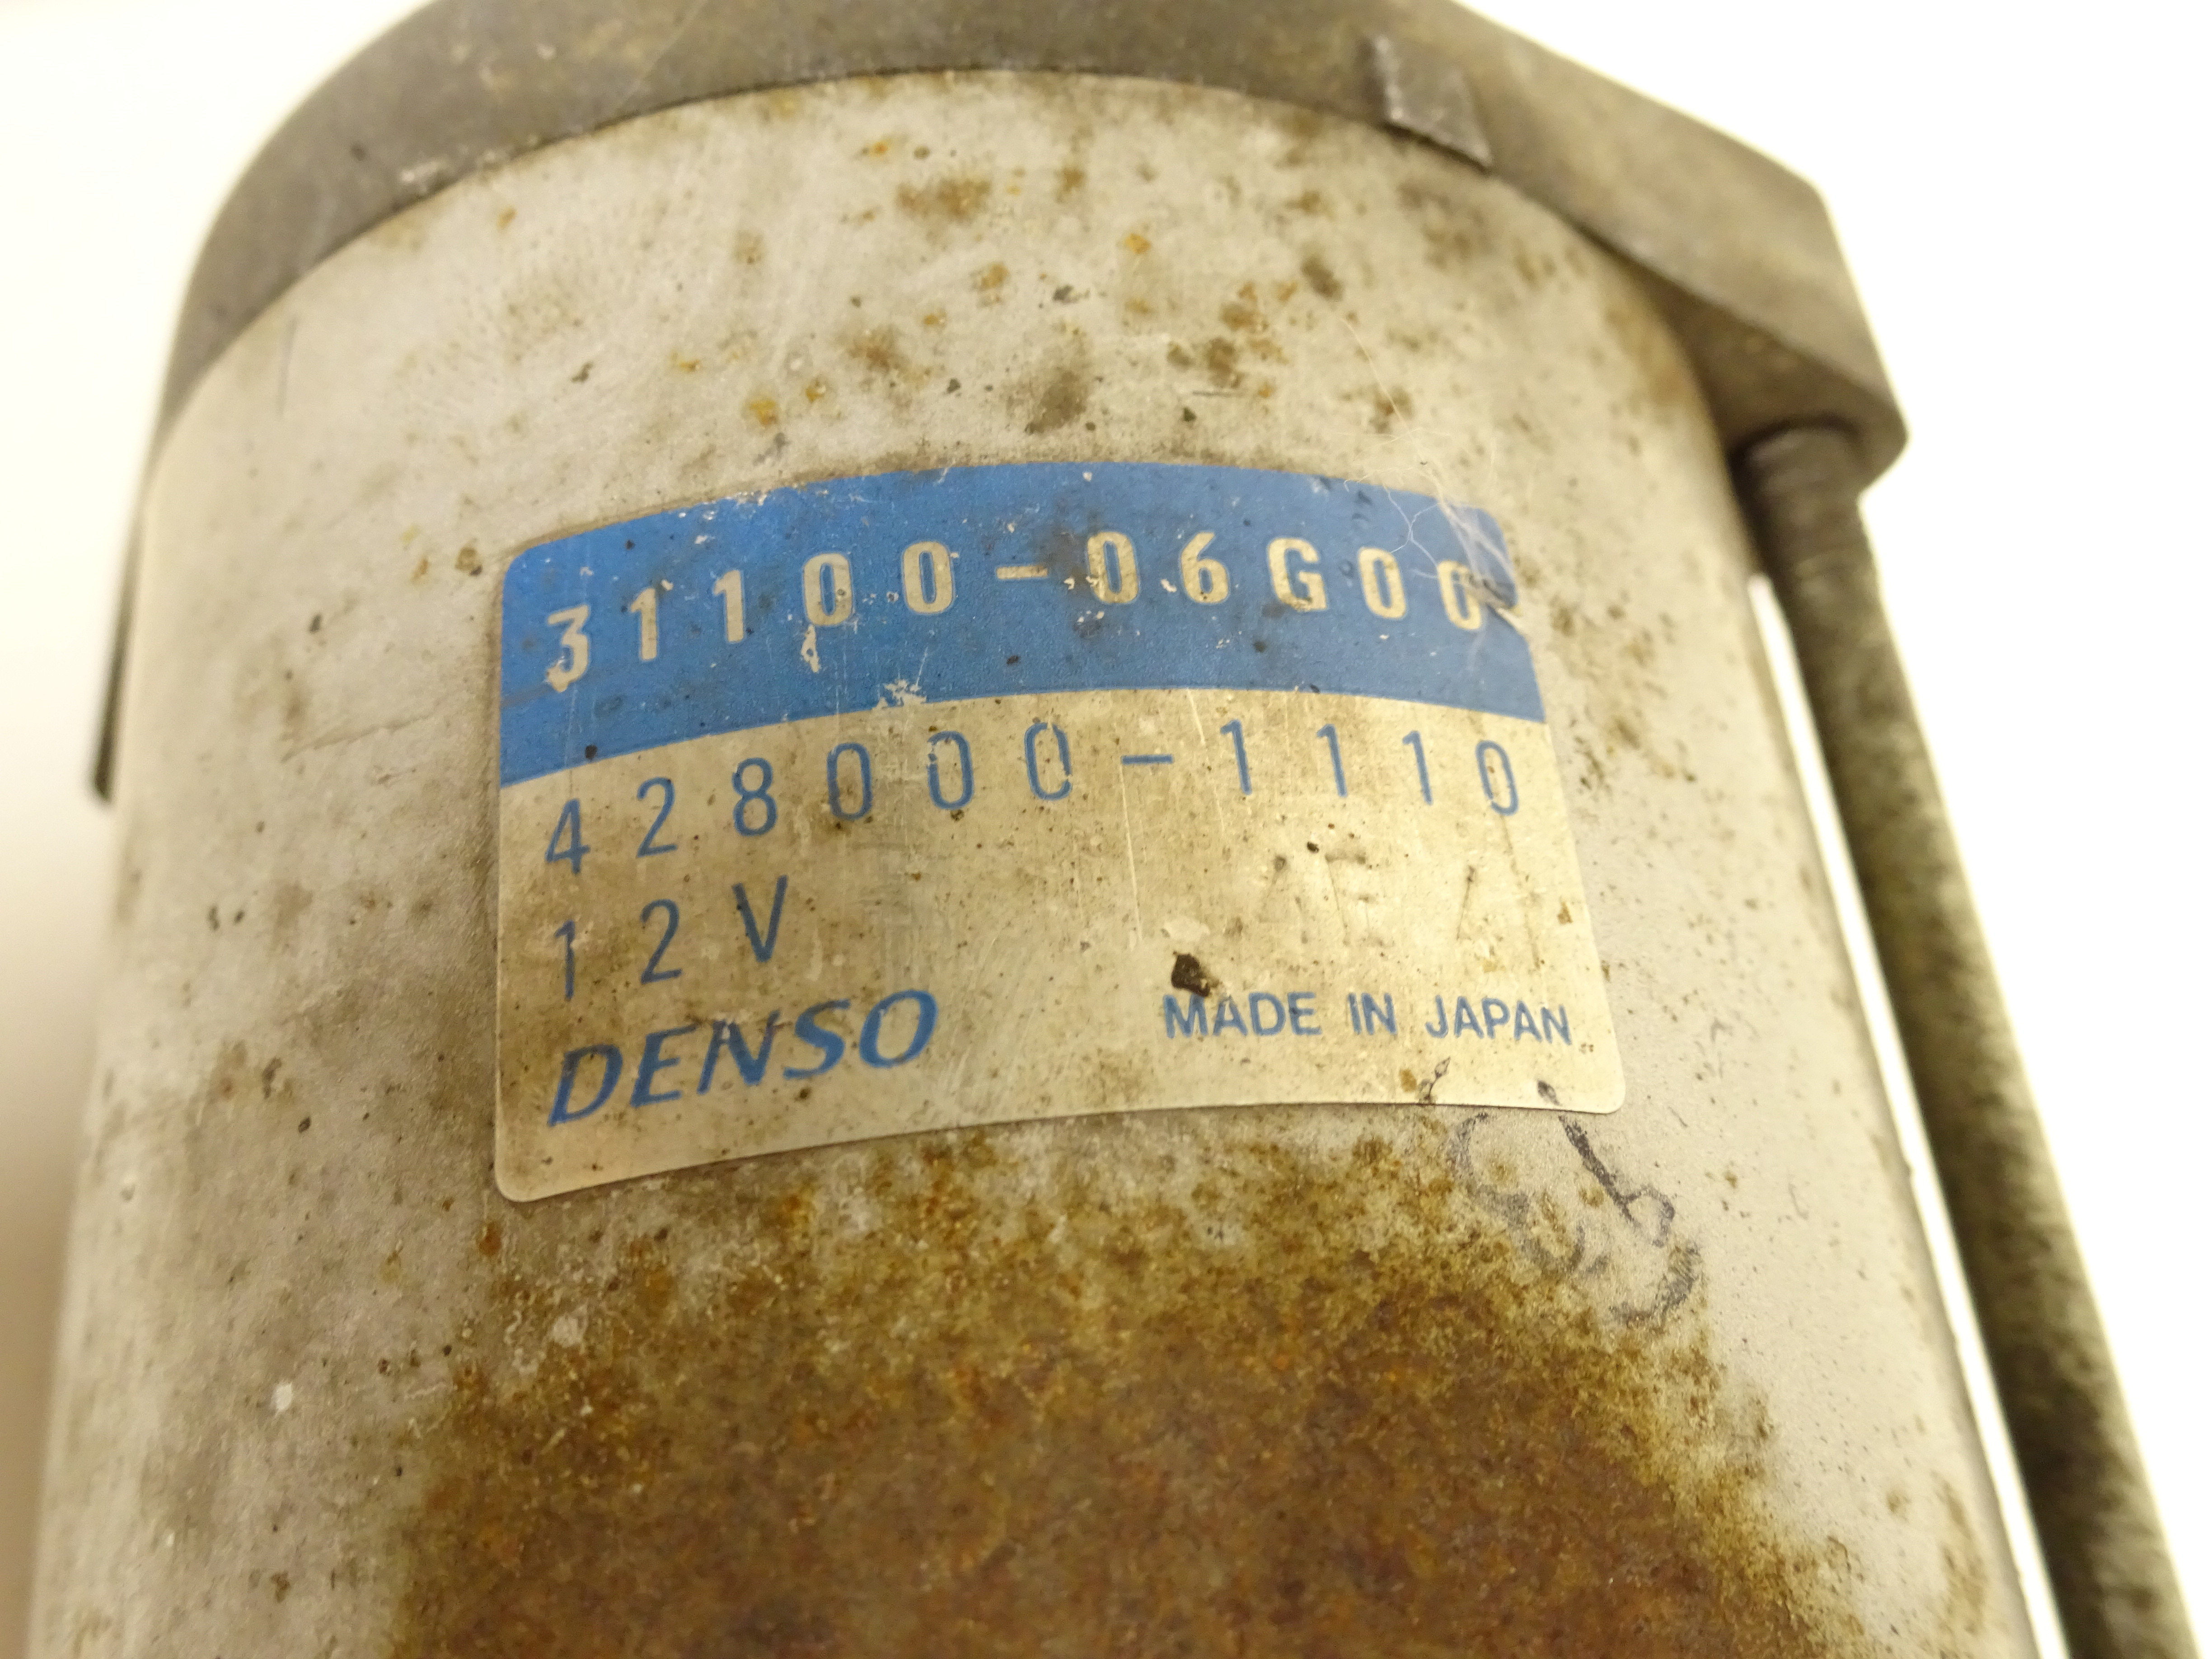 31100-06G00
428000-1110
12V
DENSO MADE IN JAPAN